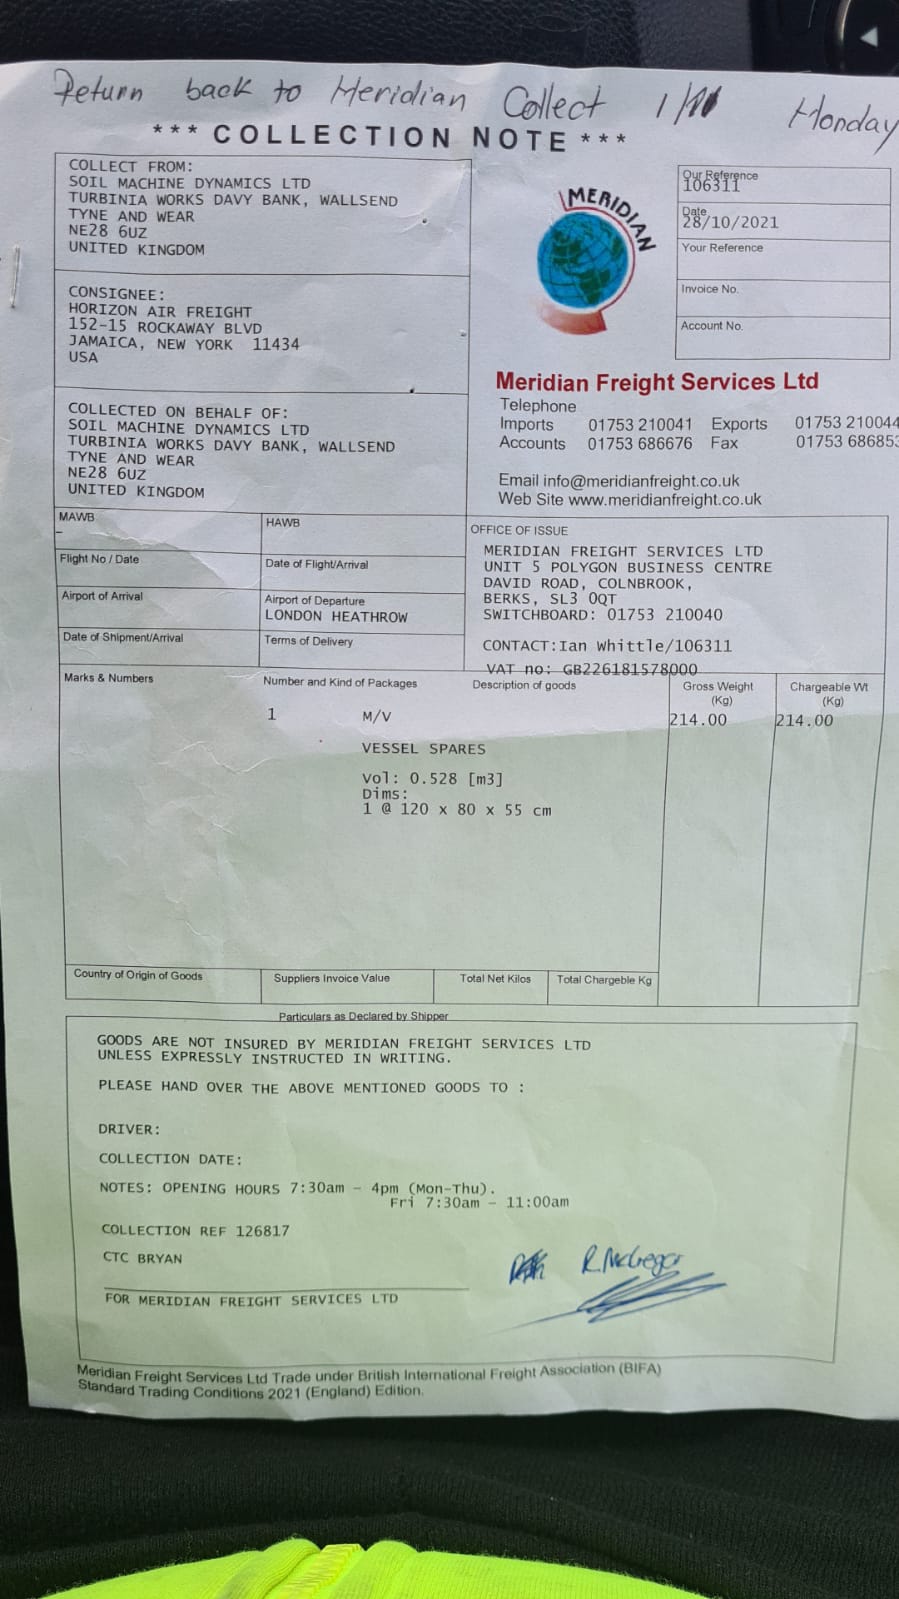 Return back to Meridian Collect 1/11 Monday
*** COLLECTION NOTE ***
COLLECT FROM:
SOIL MACHINE DYNAMICS LTD
TURBINIA WORKS DAVY BANK, WALLSEND
TYNE AND WEAR
NE28 6UZ
UNITED KINGDOM
CONSIGNEE:
HORIZON AIR FREIGHT
152-15 ROCKAWAY BLVD
JAMAICA, NEW YORK 11434
USA
COLLECTED ON BEHALF OF:
SOIL MACHINE DYNAMICS LTD
TURBINIA WORKS DAVY BANK, WALLSEND
TYNE AND WEAR
NE28 6UZ
UNITED KINGDOM
MERIDIAN
Our Reference
106311
Date
28/10/2021
Your Reference
Invoice No.
Account No.
Meridian Freight Services Ltd
Telephone
Imports 01753 210041 Exports 01753 210044
Accounts 01753 686676 Fax 01753 686853
Email info@meridianfreight.co.uk
Web Site www.meridianfreight.co.uk
MAWB
–
HAWB
Flight No / Date
Date of Flight/Arrival
Airport of Arrival
Airport of Departure
LONDON HEATHROW
Date of Shipment/Arrival
Terms of Delivery
OFFICE OF ISSUE
MERIDIAN FREIGHT SERVICES LTD
UNIT 5 POLYGON BUSINESS CENTRE
DAVID ROAD, COLNBROOK,
BERKS, SL3 0QT
SWITCHBOARD: 01753 210040
CONTACT:Ian Whittle/106311
VAT no: GB226181578000
Marks & Numbers
Number and Kind of Packages
Description of goods
Gross Weight
(Kg)
Chargeable Wt
(Kg)
1 M/V
214.00
214.00
VESSEL SPARES
Vol: 0.528 [m3]
Dims:
1 @ 120 x 80 x 55 cm
Country of Origin of Goods
Suppliers Invoice Value
Total Net Kilos
Total Chargeble Kg
Particulars as Declared by Shipper
GOODS ARE NOT INSURED BY MERIDIAN FREIGHT SERVICES LTD
UNLESS EXPRESSLY INSTRUCTED IN WRITING.
PLEASE HAND OVER THE ABOVE MENTIONED GOODS TO :
DRIVER:
COLLECTION DATE:
NOTES: OPENING HOURS 7:30am - 4pm (Mon-Thu).
Fri 7:30am - 11:00am
COLLECTION REF 126817
CTC BRYAN
R. McGregor
FOR MERIDIAN FREIGHT SERVICES LTD
Meridian Freight Services Ltd Trade under British International Freight Association (BIFA)
Standard Trading Conditions 2021 (England) Edition.